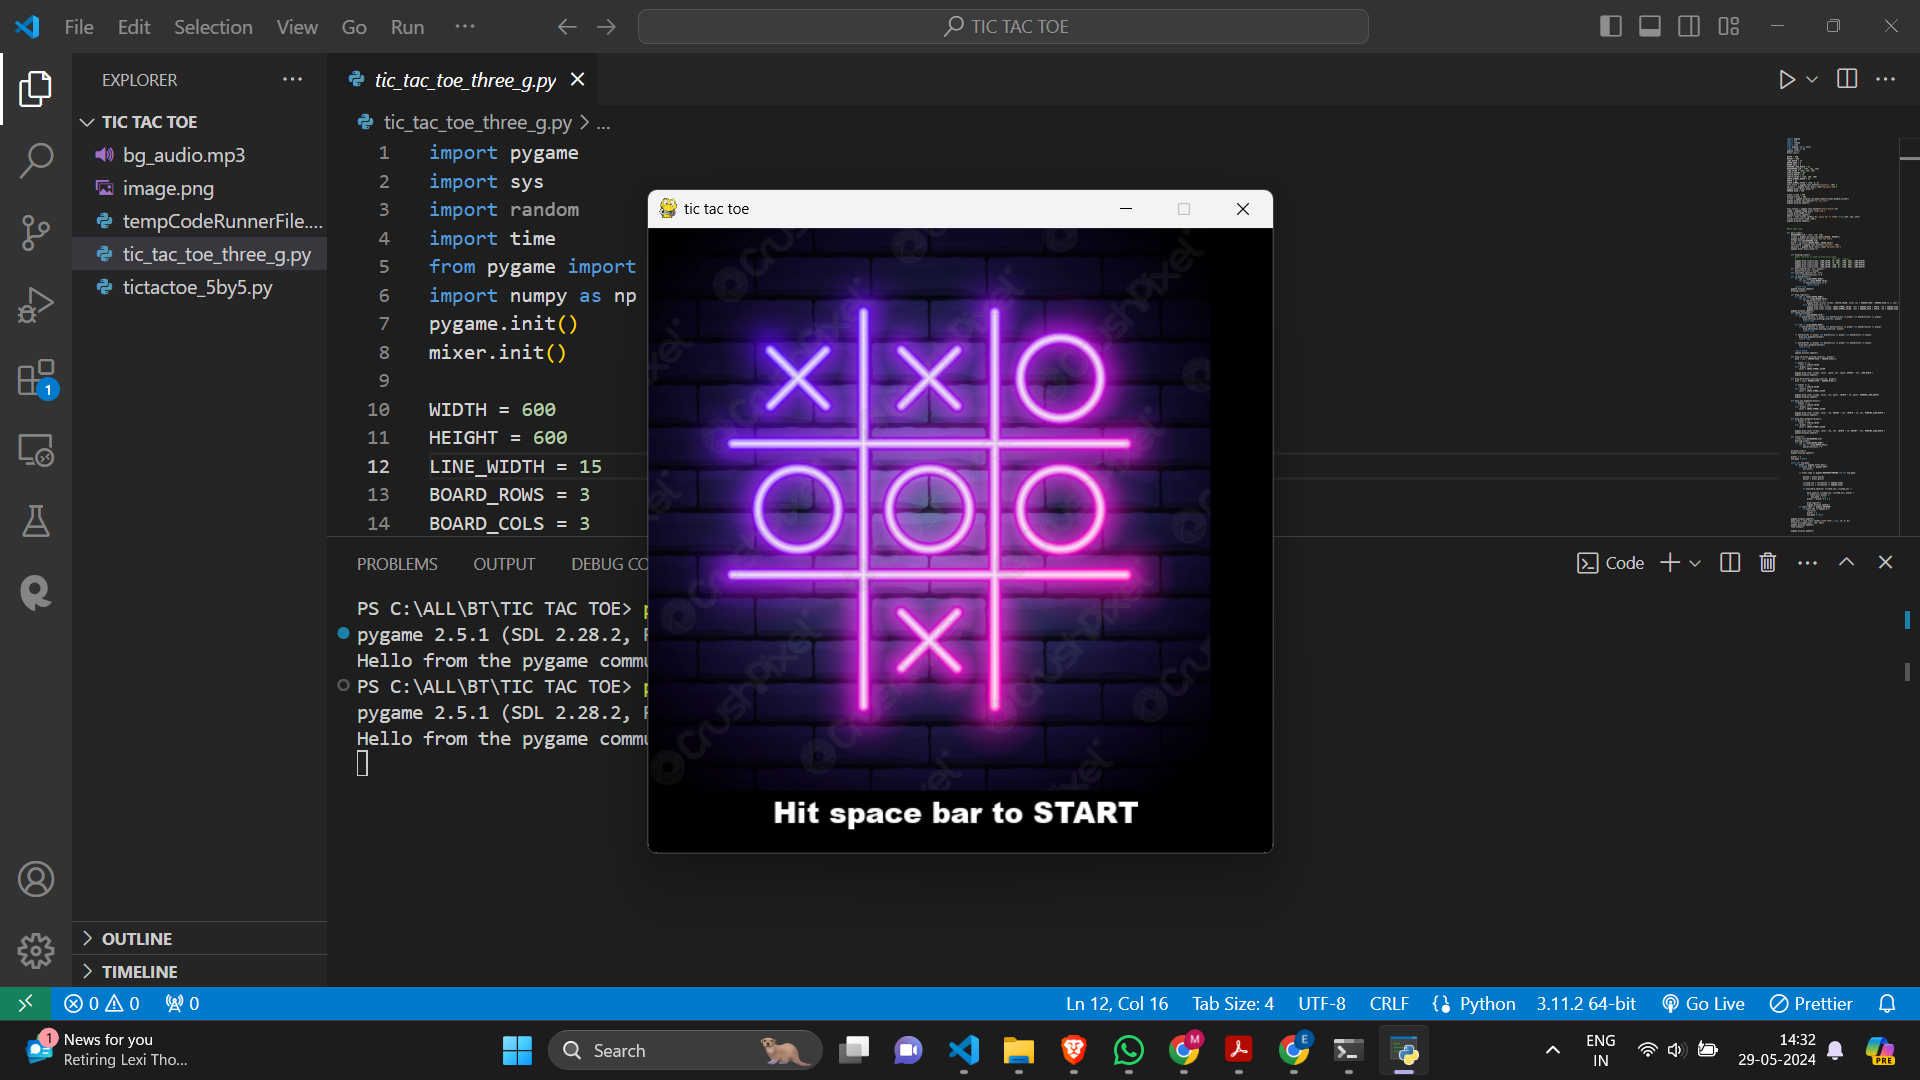 File Edit Selection View Go Run ...
TIC TAC TOE
EXPLORER
TIC TAC TOE
bg_audio.mp3
image.png
tempCodeRunnerFile....
tic_tac_toe_three_g.py
tictactoe_5by5.py
OUTLINE
TIMELINE
tic_tac_toe_three_g.py
tic_tac_toe_three_g.py > ...
1 import pygame
2 import sys
3 import random
4 import time
5 from pygame import
6 import numpy as np
7 pygame.init()
8 mixer.init()
9
10 WIDTH = 600
11 HEIGHT = 600
12 LINE_WIDTH = 15
13 BOARD_ROWS = 3
14 BOARD_COLS = 3
tic tac toe
CrushPixel
Hit space bar to START
PROBLEMS OUTPUT DEBUG CO
Code
PS C:\ALL\BT\TIC TAC TOE>
pygame 2.5.1 (SDL 2.28.2,
Hello from the pygame commu
PS C:\ALL\BT\TIC TAC TOE>
pygame 2.5.1 (SDL 2.28.2,
Hello from the pygame commu
1
0 0 0
Ln 12, Col 16 Tab Size: 4 UTF-8 CRLF {} Python 3.11.2 64-bit Go Live Prettier
1
News for you
Retiring Lexi Tho...
Search
M
E
ENG
IN
14:32
29-05-2024
PRE